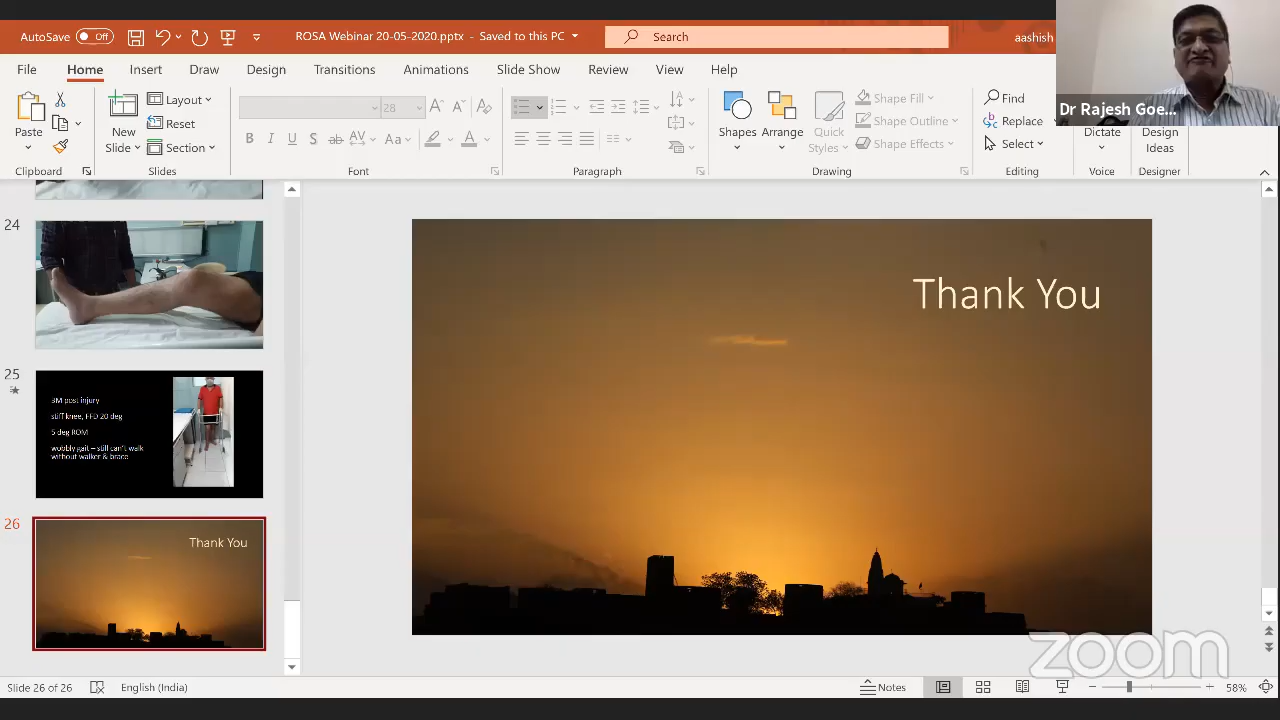 AutoSave Off ROSA Webinar 20-05-2020.pptx - Saved to this PC Search aashish
File Home Insert Draw Design Transitions Animations Slide Show Review View Help
Dr Rajesh Goe...
Paste
New
Slide
Layout
Reset
Section
28
B I U S ab AV Aa A
Shapes
Arrange
Quick
Styles
Shape Fill
Shape Outline
Shape Effects
Find
Replace
Select
Dictate
Design
Ideas
Clipboard Slides Font Paragraph Drawing Editing Voice Designer
24
25
3M post injury
stiff knee, FFD 20 deg
5 deg ROM
wobbly gait – still can't walk
without walker & brace
26
Thank You
Thank You
zoom
Slide 26 of 26 English (India) Notes 58%